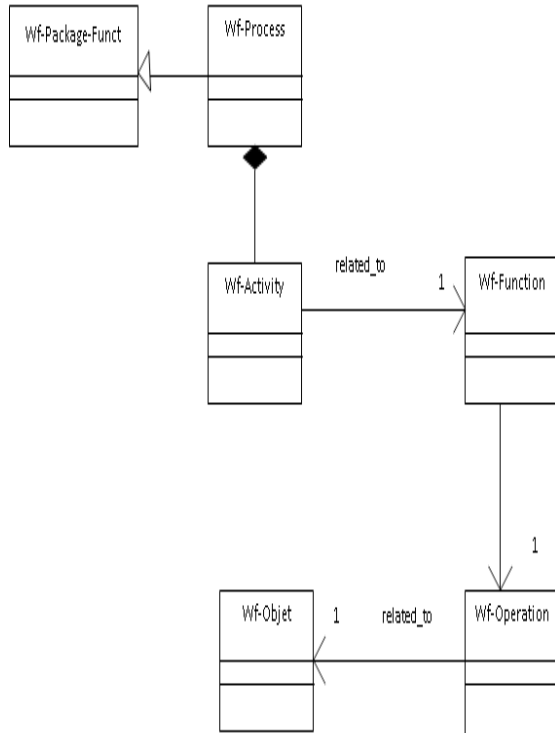 Wf-Package-Funct
Wf-Process
related_to
Wf-Activity
1
Wf-Function
1
Wf-Objet
1
related_to
Wf-Operation